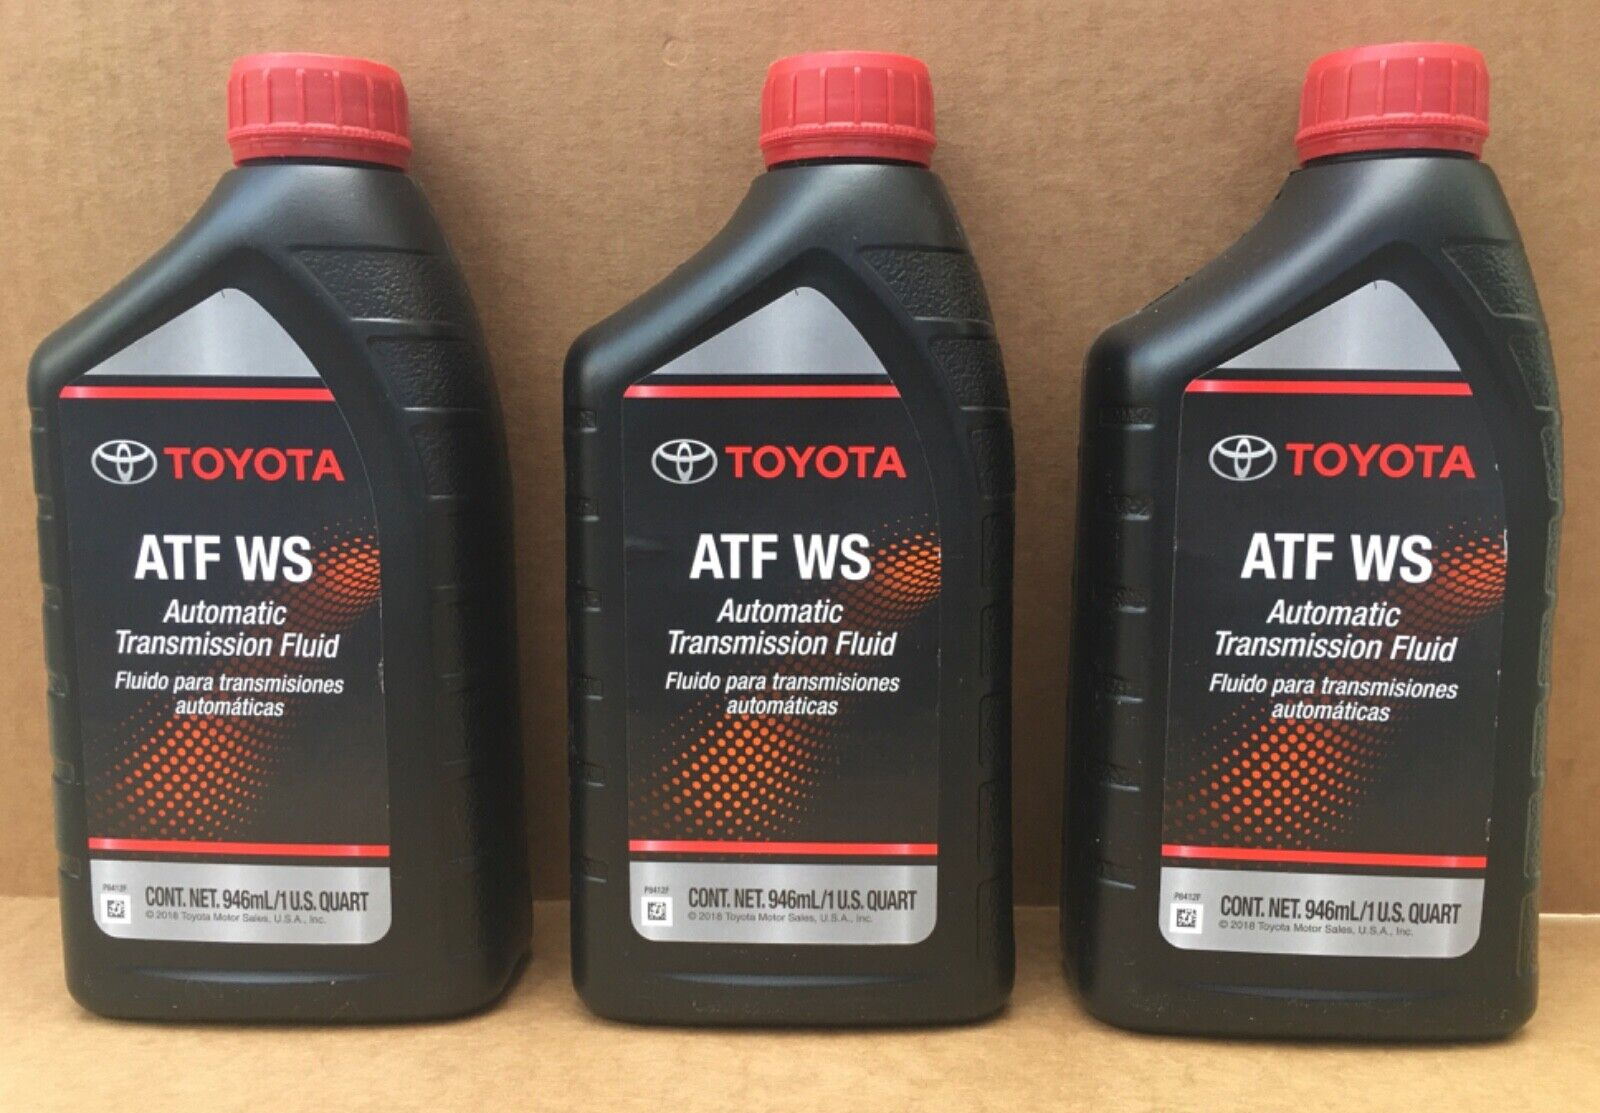 TOYOTA
ATF WS
Automatic
Transmission Fluid
Fluido para transmisiones
automáticas
P8412F
CONT. NET. 946mL/1 U.S. QUART
© 2018 Toyota Motor Sales, U.S.A., Inc.
TOYOTA
ATF WS
Automatic
Transmission Fluid
Fluido para transmisiones
automáticas
P8412F
CONT. NET. 946mL/1 U.S. QUART
© 2018 Toyota Motor Sales, U.S.A., Inc.
TOYOTA
ATF WS
Automatic
Transmission Fluid
Fluido para transmisiones
automáticas
P8412F
CONT. NET. 946mL/1 U.S. QUART
© 2018 Toyota Motor Sales, U.S.A., Inc.